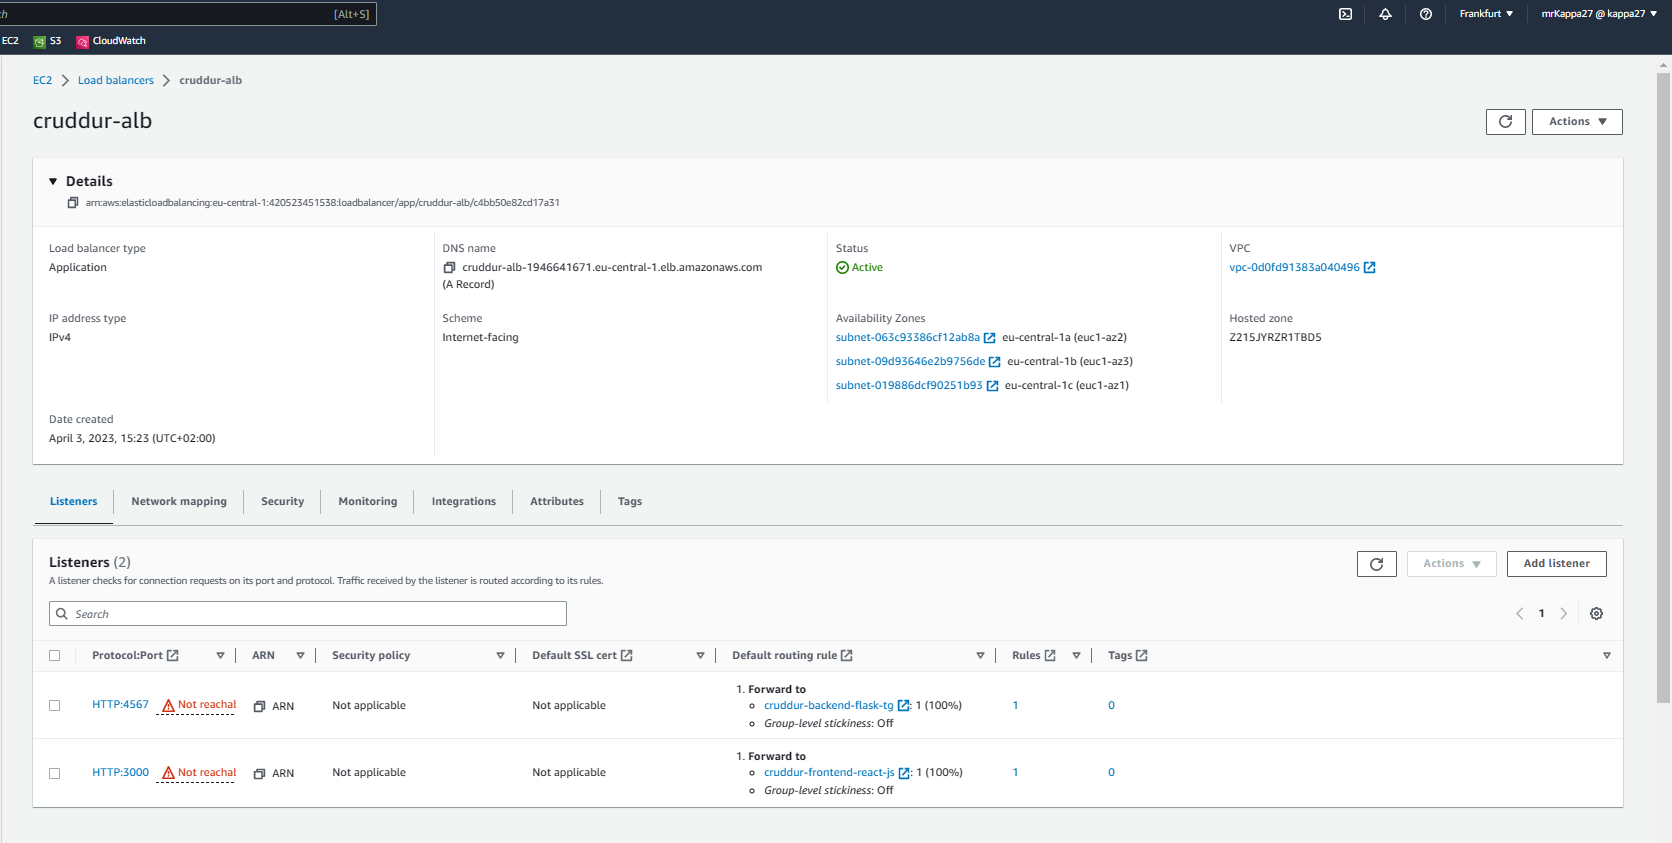 ch [Alt+S] Frankfurt ▼ mrKappa27 @ kappa27 ▼
EC2 S3 CloudWatch
EC2 > Load balancers > cruddur-alb
cruddur-alb
Actions ▼
▼ Details
arn:aws:elasticloadbalancing:eu-central-1:420523451538:loadbalancer/app/cruddur-alb/c4bb50e82cd17a31
Load balancer type
Application
DNS name
cruddur-alb-1946641671.eu-central-1.elb.amazonaws.com
(A Record)
Status
Active
VPC
vpc-0d0fd91383a040496
IP address type
IPv4
Scheme
Internet-facing
Availability Zones
subnet-063c93386cf12ab8a eu-central-1a (euc1-az2)
subnet-09d93646e2b9756de eu-central-1b (euc1-az3)
subnet-019886dcf90251b93 eu-central-1c (euc1-az1)
Hosted zone
Z215JYRZR1TBD5
Date created
April 3, 2023, 15:23 (UTC+02:00)
Listeners Network mapping Security Monitoring Integrations Attributes Tags
Listeners (2)
A listener checks for connection requests on its port and protocol. Traffic received by the listener is routed according to its rules.
Actions ▼ Add listener
Search
< 1 >
Protocol:Port ARN Security policy Default SSL cert Default routing rule Rules Tags
HTTP:4567 Not reachal ARN Not applicable Not applicable
1. Forward to
cruddur-backend-flask-tg : 1 (100%)
Group-level stickiness: Off
1 0
HTTP:3000 Not reachal ARN Not applicable Not applicable
1. Forward to
cruddur-frontend-react-js : 1 (100%)
Group-level stickiness: Off
1 0